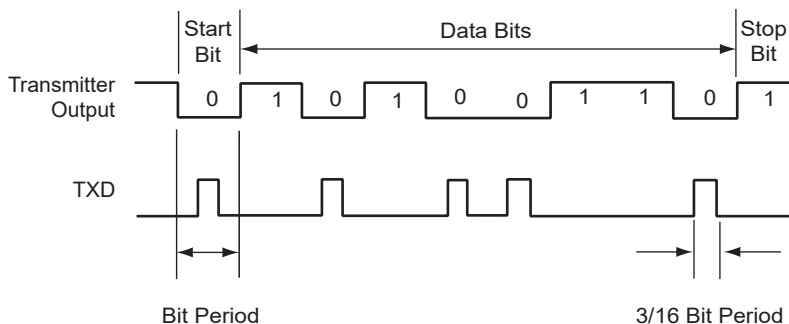 Start
Bit
Data Bits
Stop
Bit
Transmitter
Output
0 1 0 1 0 0 1 1 0 1
TXD
Bit Period
3/16 Bit Period